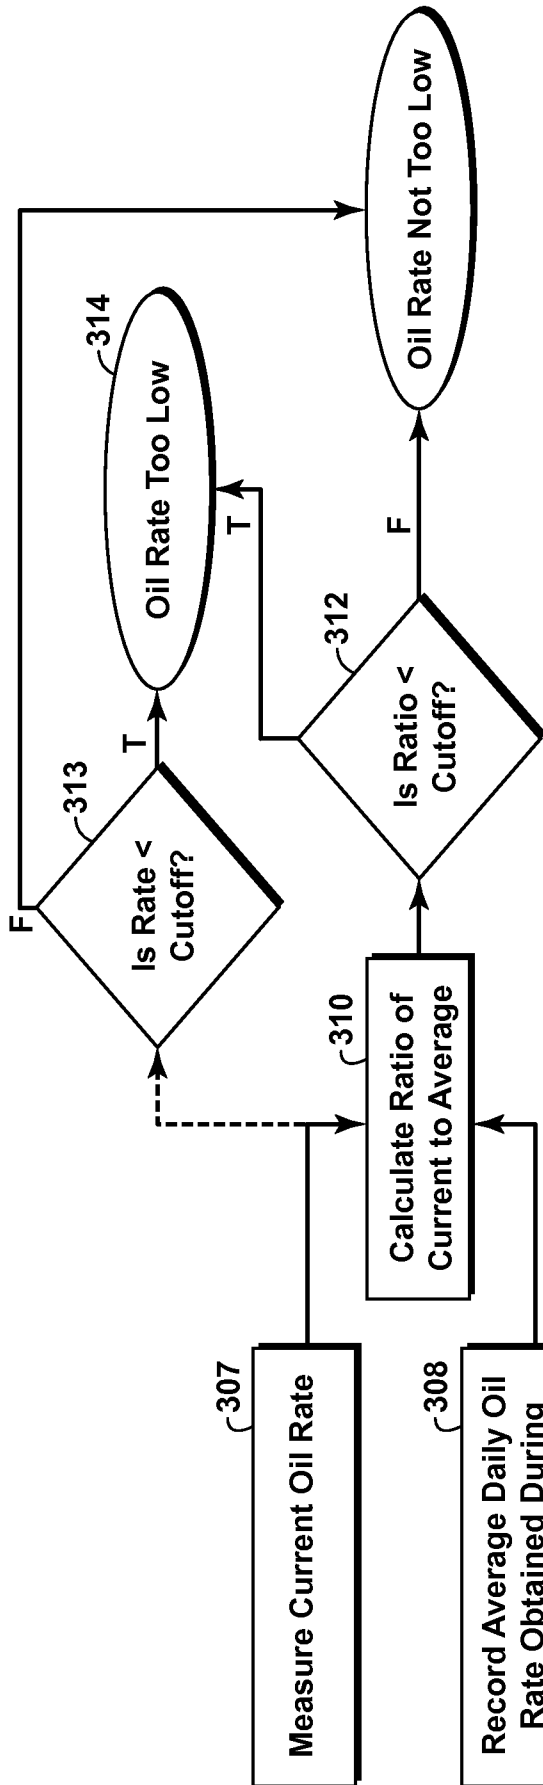 307
Measure Current Oil Rate
308
Record Average Daily Oil
Rate Obtained During
310
Calculate Ratio of
Current to Average
313
Is Rate <
Cutoff?
F
T
312
Is Ratio <
Cutoff?
T
F
314
Oil Rate Too Low
Oil Rate Not Too Low